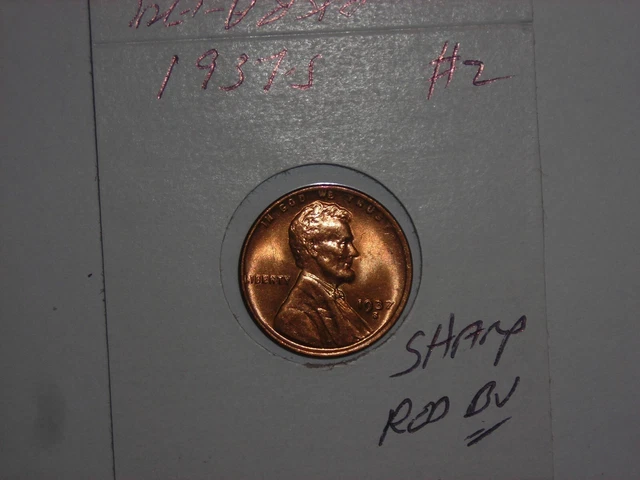 1937-S #2
IN GOD WE TRUST
LIBERTY
1937
S
SHARP
RED BU